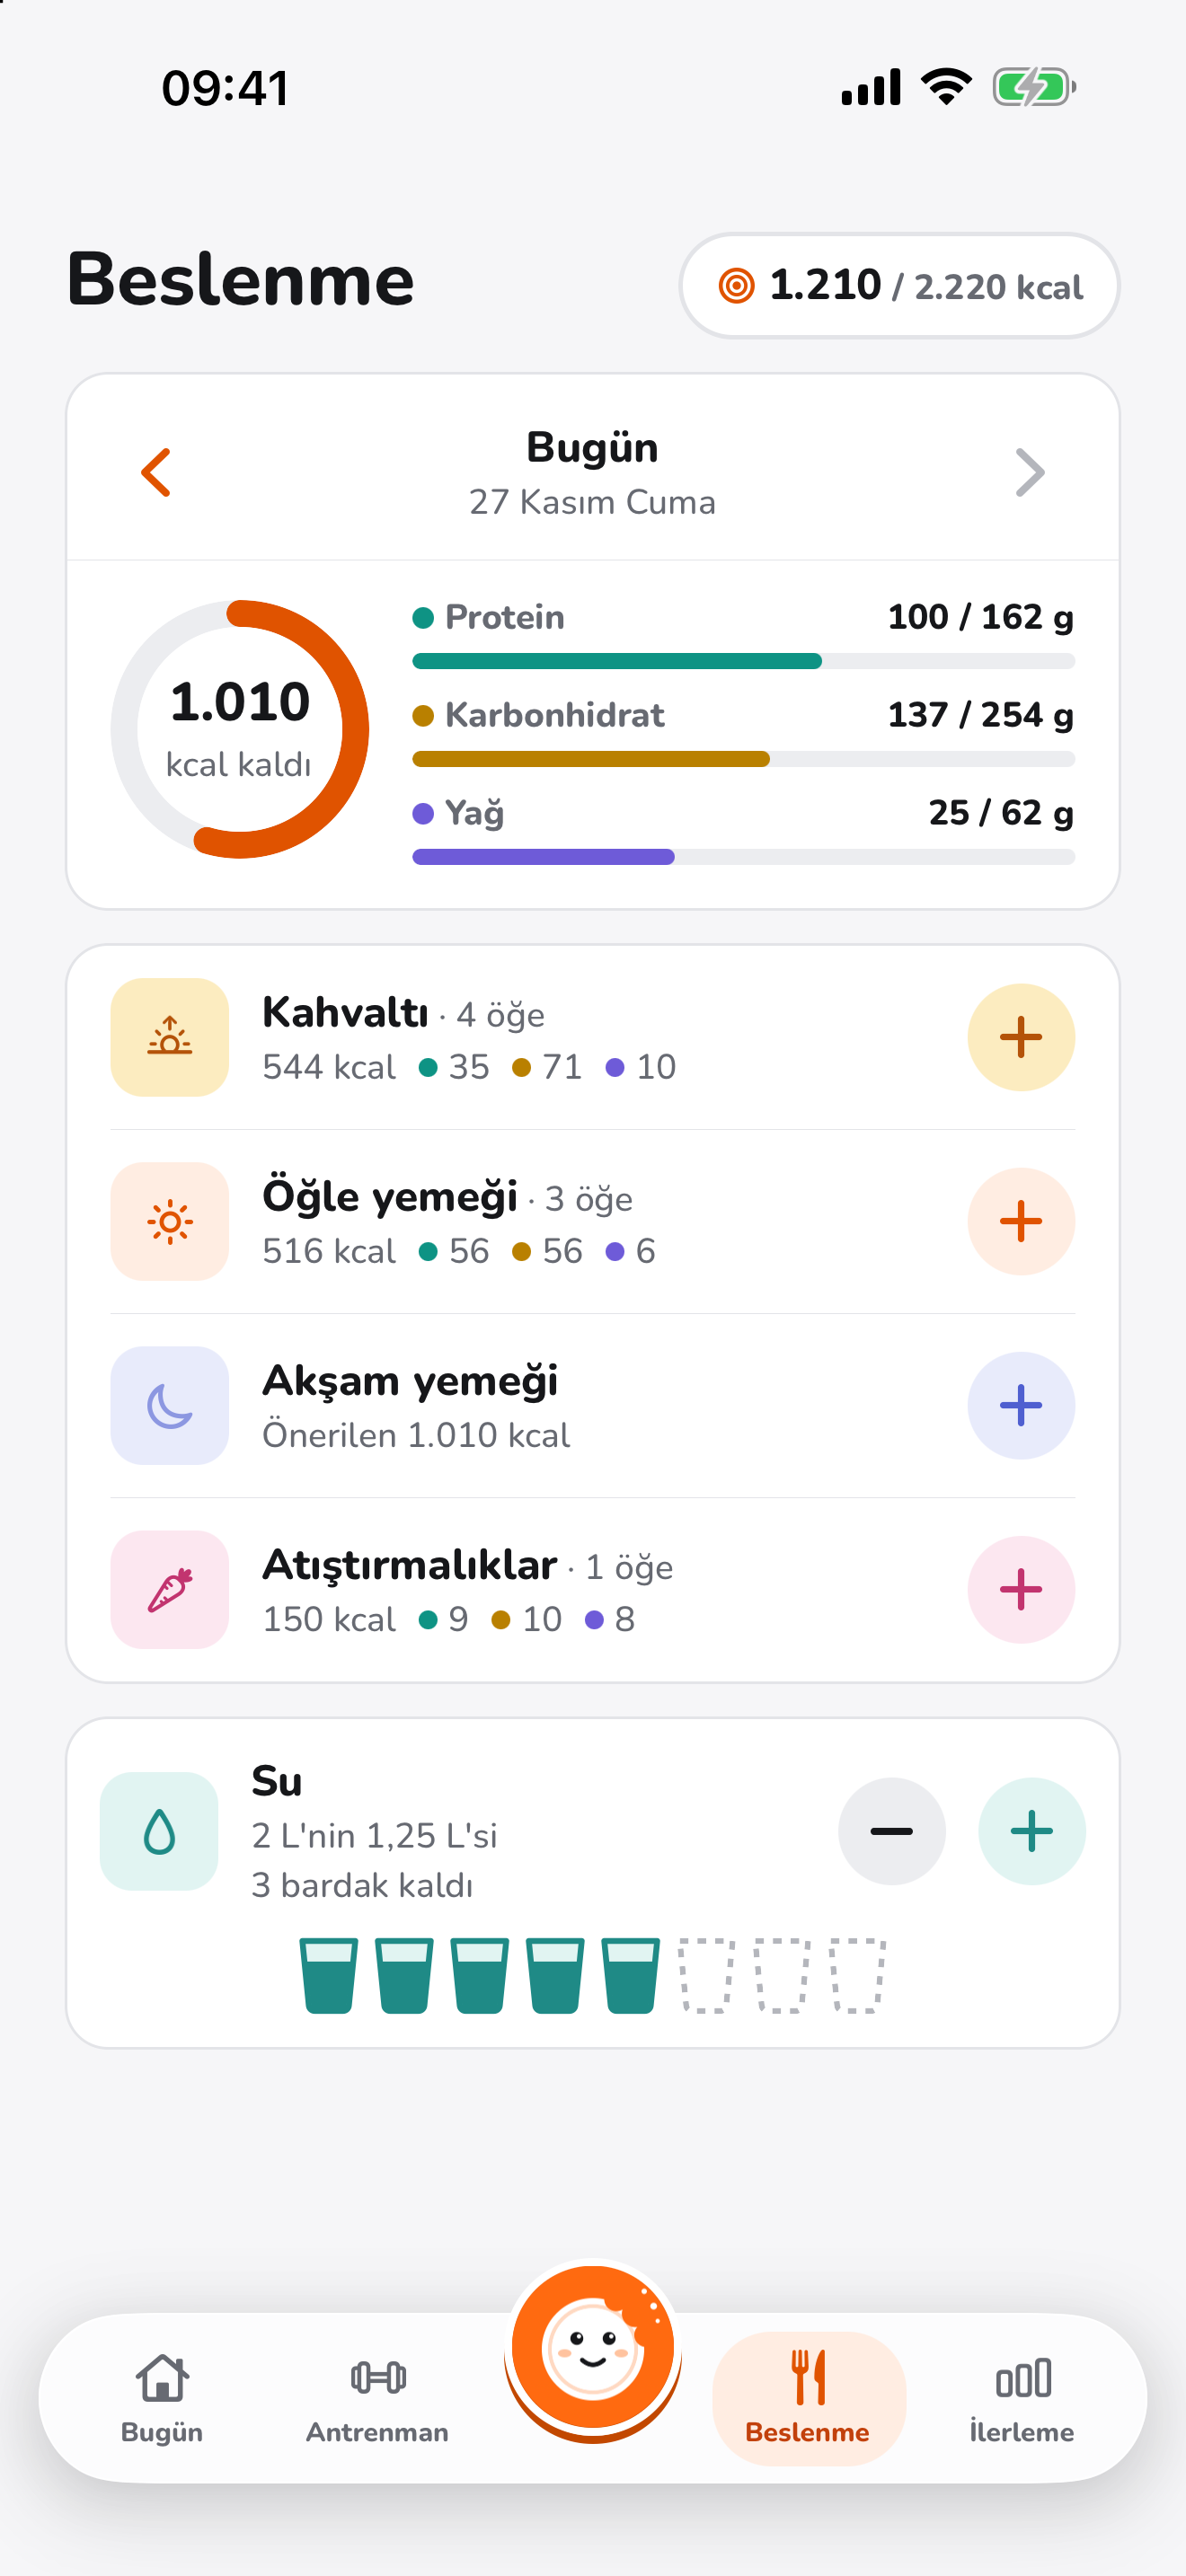 09:41
Beslenme
1.210 / 2.220 kcal
Bugün
27 Kasım Cuma
1.010
kcal kaldı
Protein 100 / 162 g
Karbonhidrat 137 / 254 g
Yağ 25 / 62 g
Kahvaltı · 4 öğe
544 kcal 35 71 10
Öğle yemeği · 3 öğe
516 kcal 56 56 6
Akşam yemeği
Önerilen 1.010 kcal
Atıştırmalıklar · 1 öğe
150 kcal 9 10 8
Su
2 L'nin 1,25 L'si
3 bardak kaldı
Bugün Antrenman Beslenme İlerleme